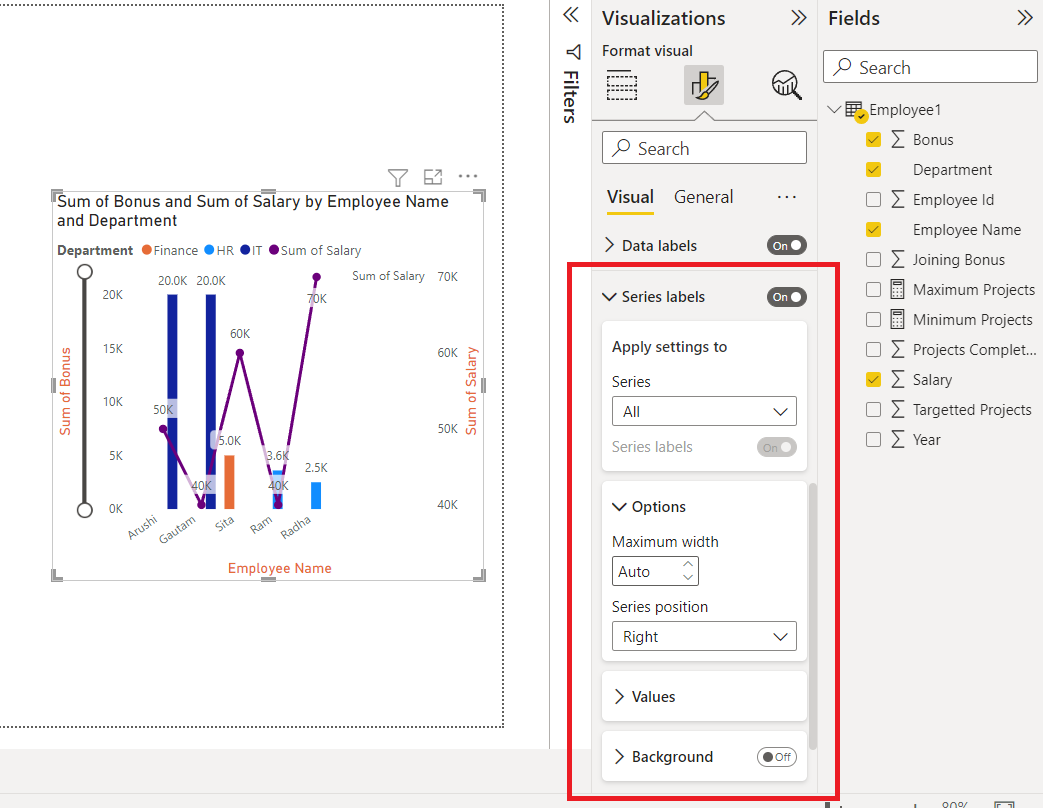 Sum of Bonus and Sum of Salary by Employee Name
and Department
Department Finance HR IT Sum of Salary
Sum of Salary
20.0K 20.0K
20K
15K
10K
5K
0K
Sum of Bonus
50K
40K
5.0K
60K
3.6K
40K
70K
2.5K
70K
60K
50K
40K
Sum of Salary
Arushi
Gautam
Sita
Ram
Radha
Employee Name
Filters
Visualizations
Format visual
Search
Visual General
Data labels On
Series labels On
Apply settings to
Series
All
Series labels On
Options
Maximum width
Auto
Series position
Right
Values
Background Off
Fields
Search
Employee1
Bonus
Department
Employee Id
Employee Name
Joining Bonus
Maximum Projects
Minimum Projects
Projects Complet...
Salary
Targetted Projects
Year
80%